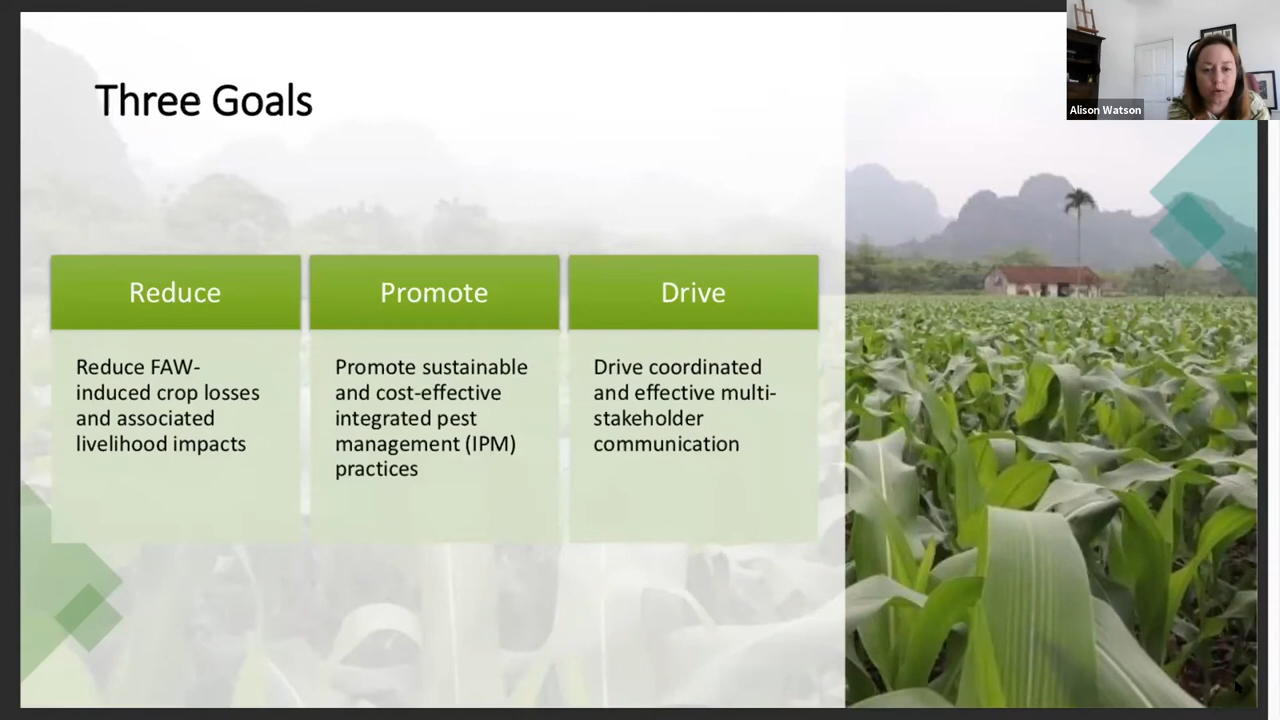 Alison Watson
Three Goals
Reduce
Promote
Drive
Reduce FAW-
induced crop losses
and associated
livelihood impacts
Promote sustainable
and cost-effective
integrated pest
management (IPM)
practices
Drive coordinated
and effective multi-
stakeholder
communication